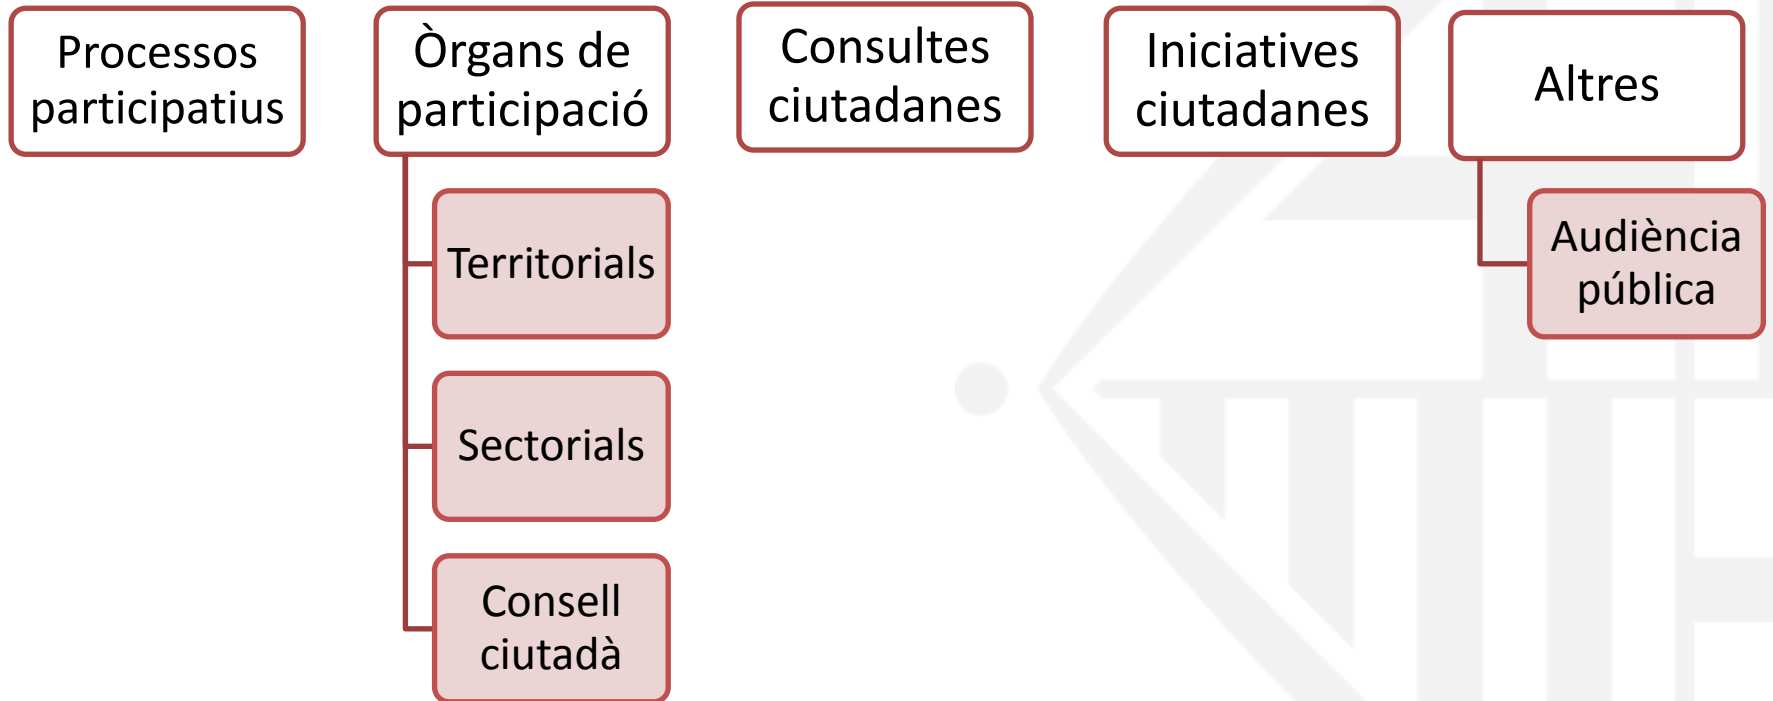 Processos
participatius
Òrgans de
participació
Territorials
Sectorials
Consell
ciutadà
Consultes
ciutadanes
Iniciatives
ciutadanes
Altres
Audiència
pública